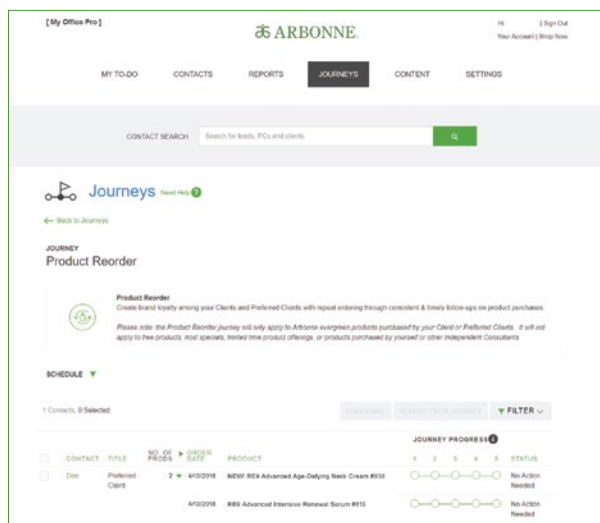 [ My Office Pro ]
ARBONNE.
Hi | Sign Out
Your Account | Shop Now
MY TO-DO CONTACTS REPORTS JOURNEYS CONTENT SETTINGS
CONTACT SEARCH Search for leads, PCs and clients
Journeys Need Help ?
Back to Journeys
JOURNEY
Product Reorder
Product Reorder
Create brand loyalty among your Clients and Preferred Clients with repeat ordering through consistent & timely follow-ups on product purchases.
Please note: the Product Reorder journey will only apply to Arbonne evergreen products purchased by your Client or Preferred Clients. It will not
apply to free products, host specials, limited time product offerings, or products purchased by yourself or other Independent Consultants
SCHEDULE
1 Contacts, 0 Selected
FILTER
JOURNEY PROGRESS
CONTACT TITLE NO. OF PRODS ORDER DATE PRODUCT 1 2 3 4 5 STATUS
Dee Preferred Client 2 4/13/2018 NEW! RE9 Advanced Age-Defying Neck Cream No Action Needed
4/13/2018 RE9 Advanced Intensive Renewal Serum No Action Needed